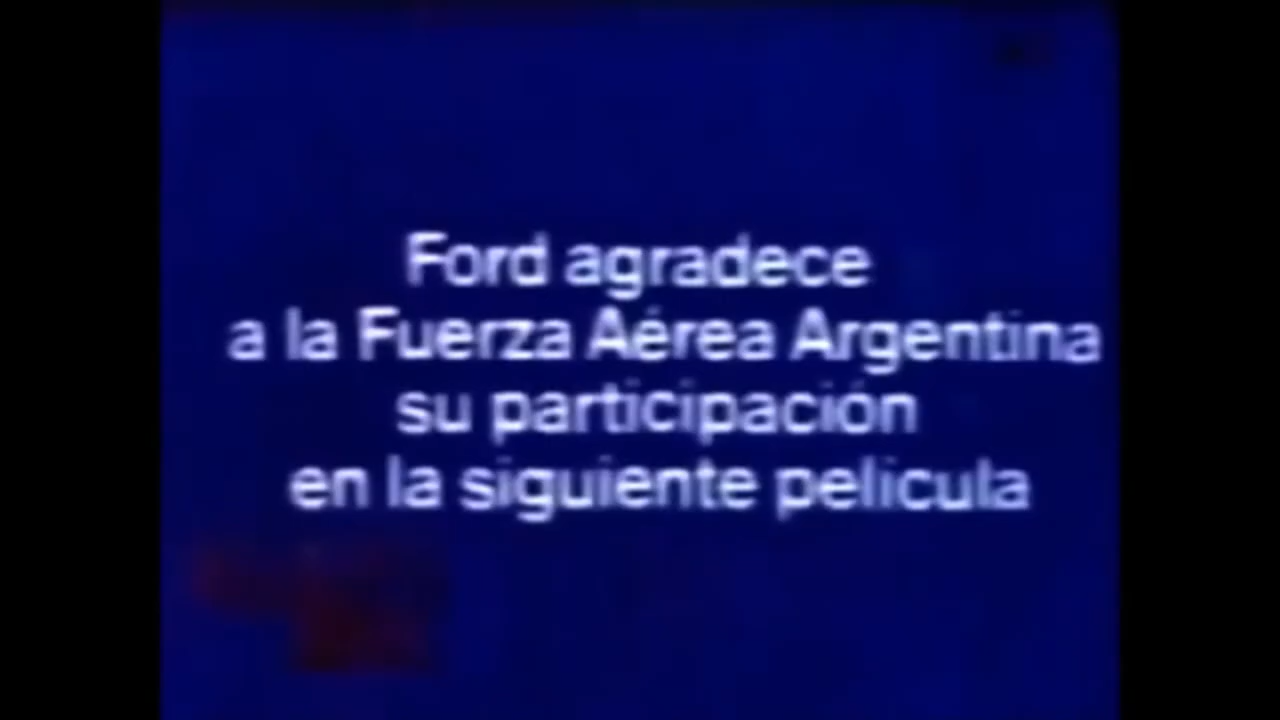 Ford agradece
a la Fuerza Aérea Argentina
su participación
en la siguiente pelicula